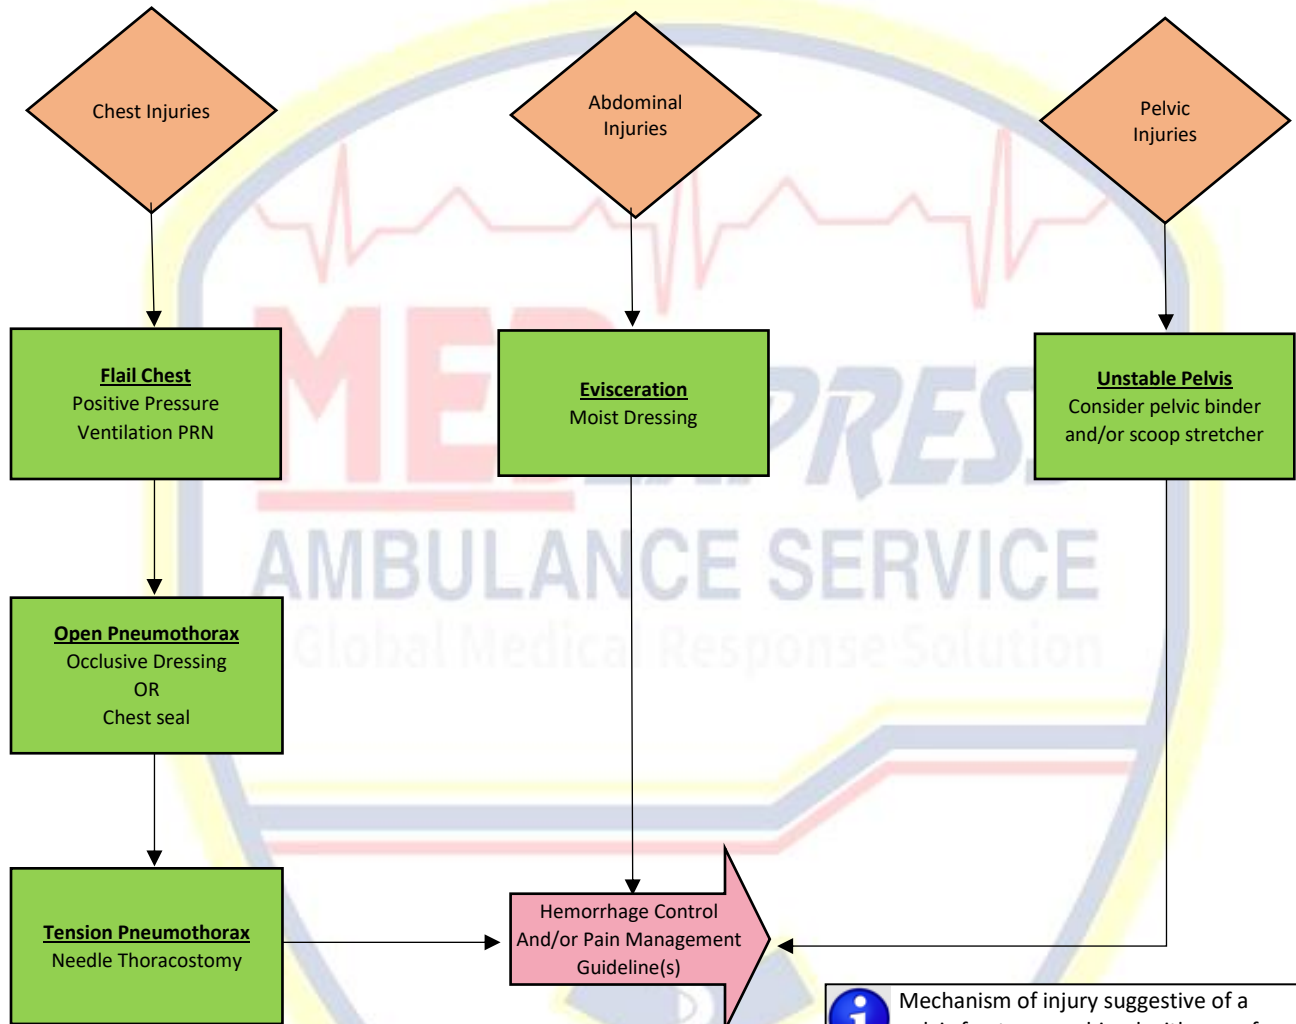 Chest Injuries
Abdominal
Injuries
Pelvic
Injuries
Flail Chest
Positive Pressure
Ventilation PRN
Evisceration
Moist Dressing
Unstable Pelvis
Consider pelvic binder
and/or scoop stretcher
AMBULANCE SERVICE
Global Medical Response Solution
Open Pneumothorax
Occlusive Dressing
OR
Chest seal
Tension Pneumothorax
Needle Thoracostomy
Hemorrhage Control
And/or Pain Management
Guideline(s)
Mechanism of injury suggestive of a